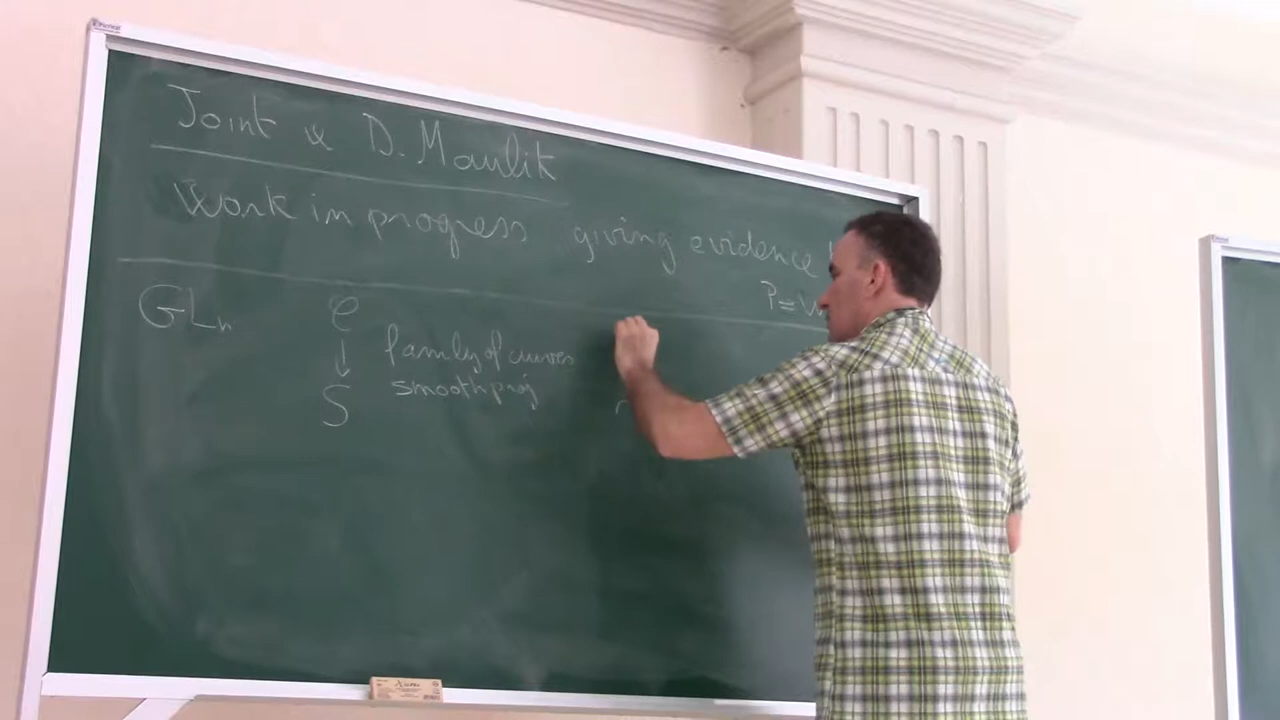 Joint w D. Maulik
Work in progress giving evidence
P=W
GLn C family of curves
↓ smooth proj
S